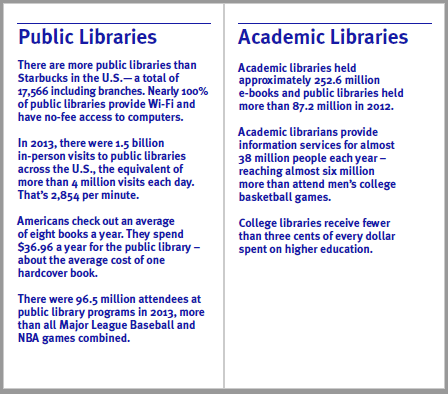 Public Libraries
There are more public libraries than
Starbucks in the U.S.—a total of
17,566 including branches. Nearly 100%
of public libraries provide Wi-Fi and
have no-fee access to computers.
In 2013, there were 1.5 billion
in-person visits to public libraries
across the U.S., the equivalent of
more than 4 million visits each day.
That’s 2,854 per minute.
Americans check out an average
of eight books a year. They spend
$36.96 a year for the public library –
about the average cost of one
hardcover book.
There were 96.5 million attendees at
public library programs in 2013, more
than all Major League Baseball and
NBA games combined.
Academic Libraries
Academic libraries held
approximately 252.6 million
e-books and public libraries held
more than 87.2 million in 2012.
Academic librarians provide
information services for almost
38 million people each year –
reaching almost six million
more than attend men’s college
basketball games.
College libraries receive fewer
than three cents of every dollar
spent on higher education.